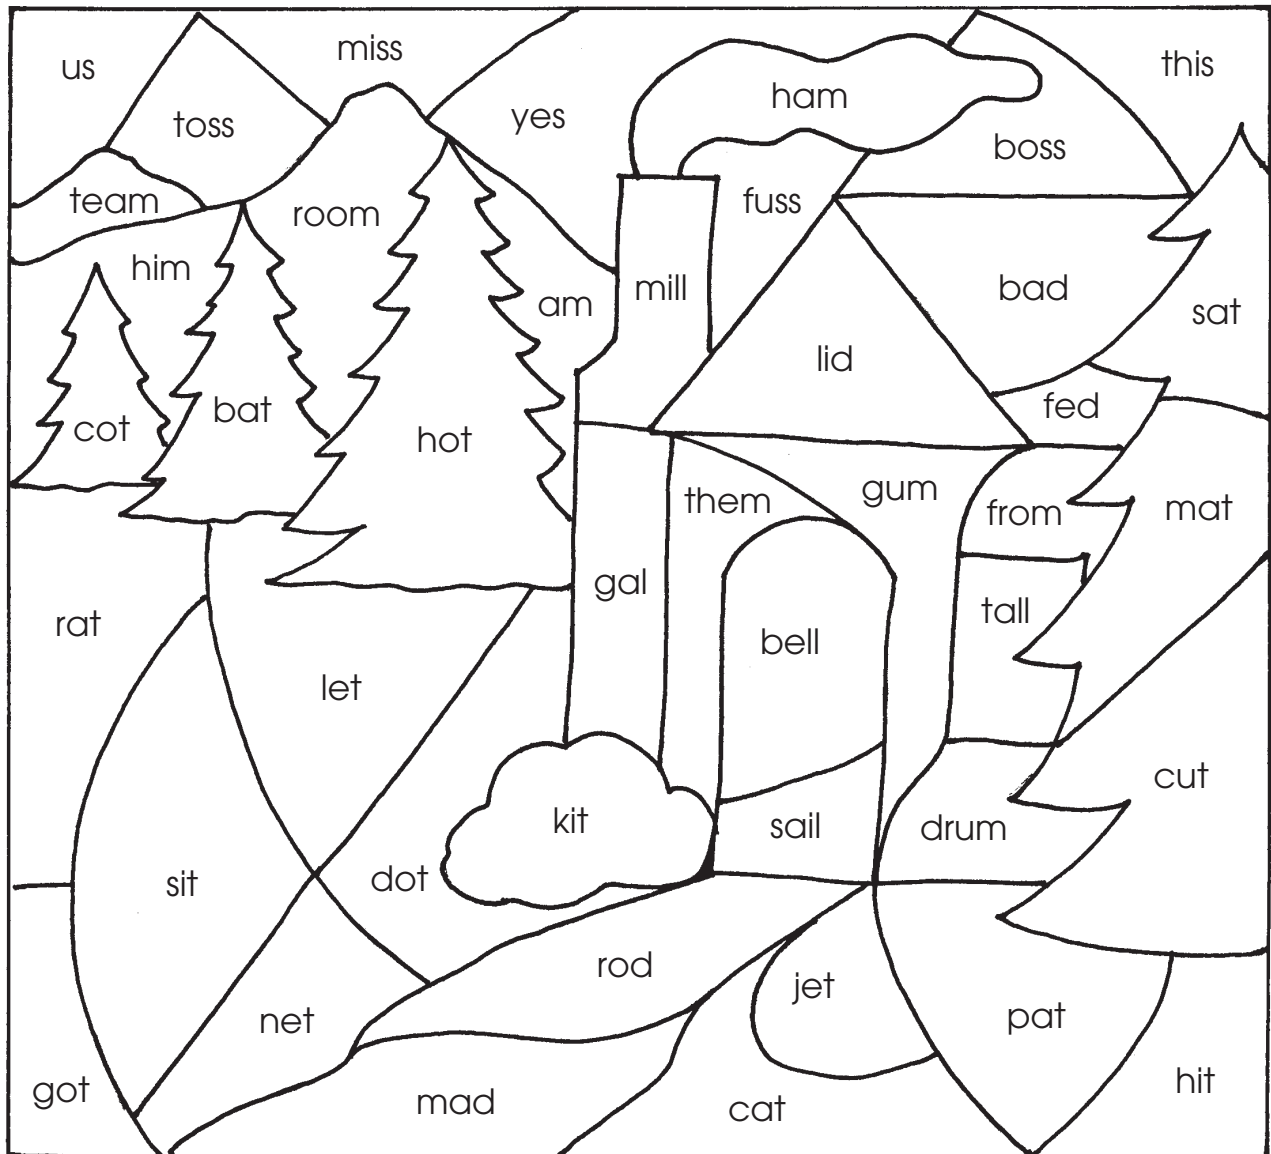 us
miss
this
toss
yes
ham
boss
team
room
fuss
him
am
mill
bad
sat
lid
cot
bat
hot
fed
them
gum
from
mat
gal
tall
rat
bell
let
kit
sail
drum
cut
sit
dot
rod
jet
net
pat
got
mad
cat
hit